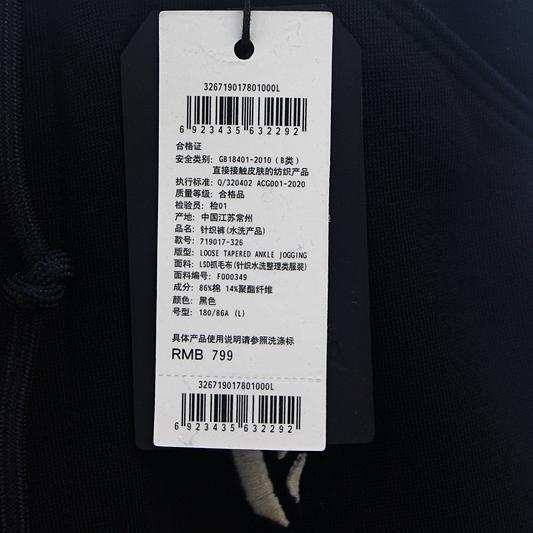 326719017801000L
6 923435 632292
合格证
安全类别: GB18401-2010 (B类)
直接接触皮肤的纺织产品
执行标准: Q/320402 ACG001-2020
质量等级: 合格品
检验员: 检01
产地: 中国江苏常州
品名: 针织裤(水洗产品)
款号: 719017-326
版型: LOOSE TAPERED ANKLE JOGGING
面料: LSD抓毛布(针织水洗整理类服装)
面料编号: F000349
成分: 86%棉 14%聚酯纤维
颜色: 黑色
号型: 180/86A (L)
具体产品使用说明请参照洗涤标
RMB 799
326719017801000L
6 923435 632292